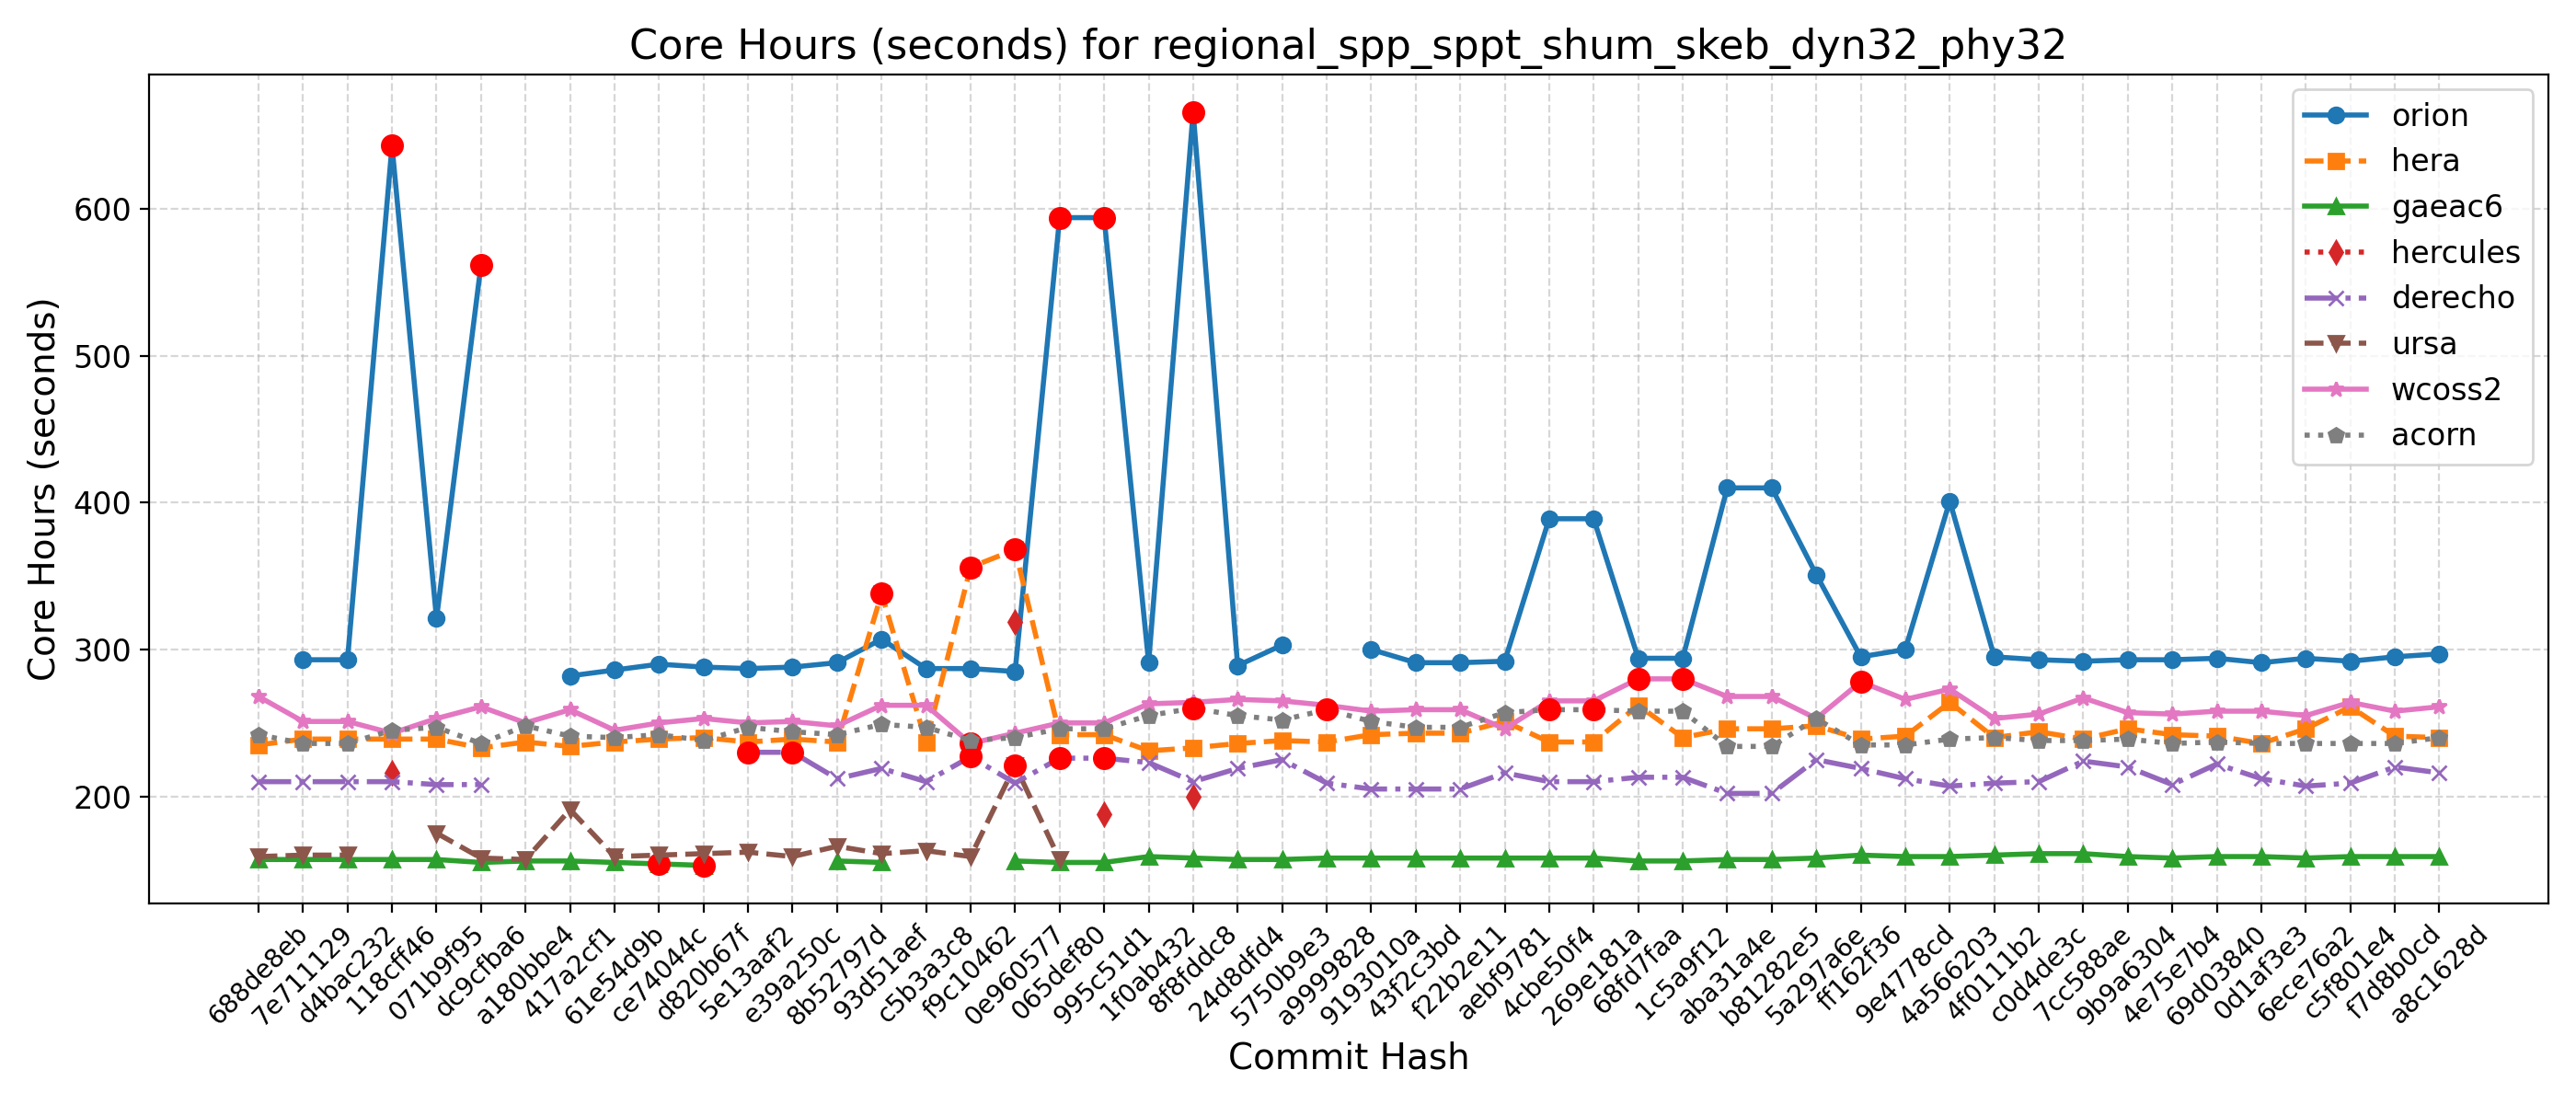 Core Hours (seconds) for regional_spp_sppt_shum_skeb_dyn32_phy32
Core Hours (seconds)
600
500
400
300
200
orion
hera
gaeac6
hercules
derecho
ursa
wcoss2
acorn
688de8eb
7e711129
d4bac232
118cff46
071b9f95
dc9cfba6
a180bbe4
417a2cf1
61e54d9b
ce74044c
d820b67f
5e13aaf2
e39a250c
8b52797d
93d51aef
c5b3a3c8
f9c10462
0e960577
065def80
995c51d1
1f0ab432
8f8fddc8
24d8dfd4
5750b9e3
a9999828
9193010a
43f2c3bd
f22b2e11
aebf9781
4cbe50f4
269e181a
68fd7faa
1c5a9f12
aba31a4e
b81282e5
5a297a6e
ff162f36
9e4778cd
4a566203
4f0111b2
c0d4de3c
7cc588ae
9b9a6304
4e75e7b4
69d03840
0d1af3e3
6ece76a2
c5f801e4
f7d8b0cd
a8c1628d
Commit Hash